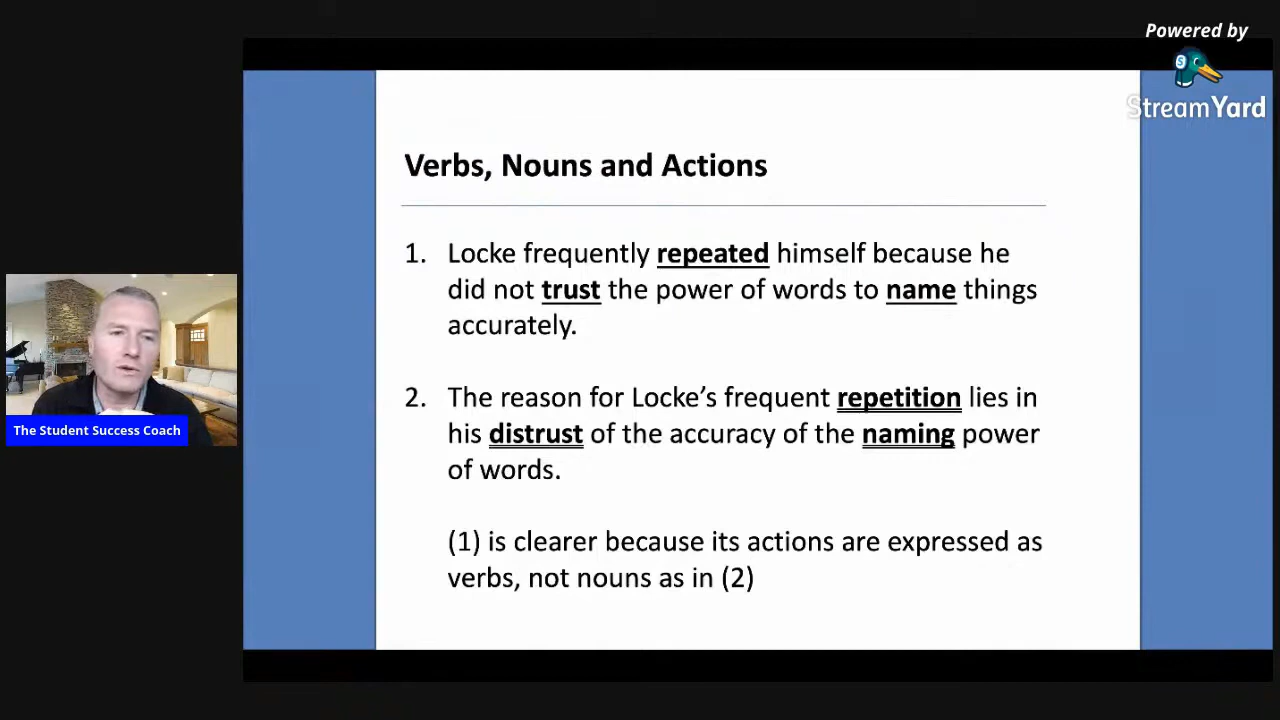 Powered by
StreamYard
Verbs, Nouns and Actions
1. Locke frequently repeated himself because he
did not trust the power of words to name things
accurately.
2. The reason for Locke’s frequent repetition lies in
his distrust of the accuracy of the naming power
of words.
(1) is clearer because its actions are expressed as
verbs, not nouns as in (2)
The Student Success Coach